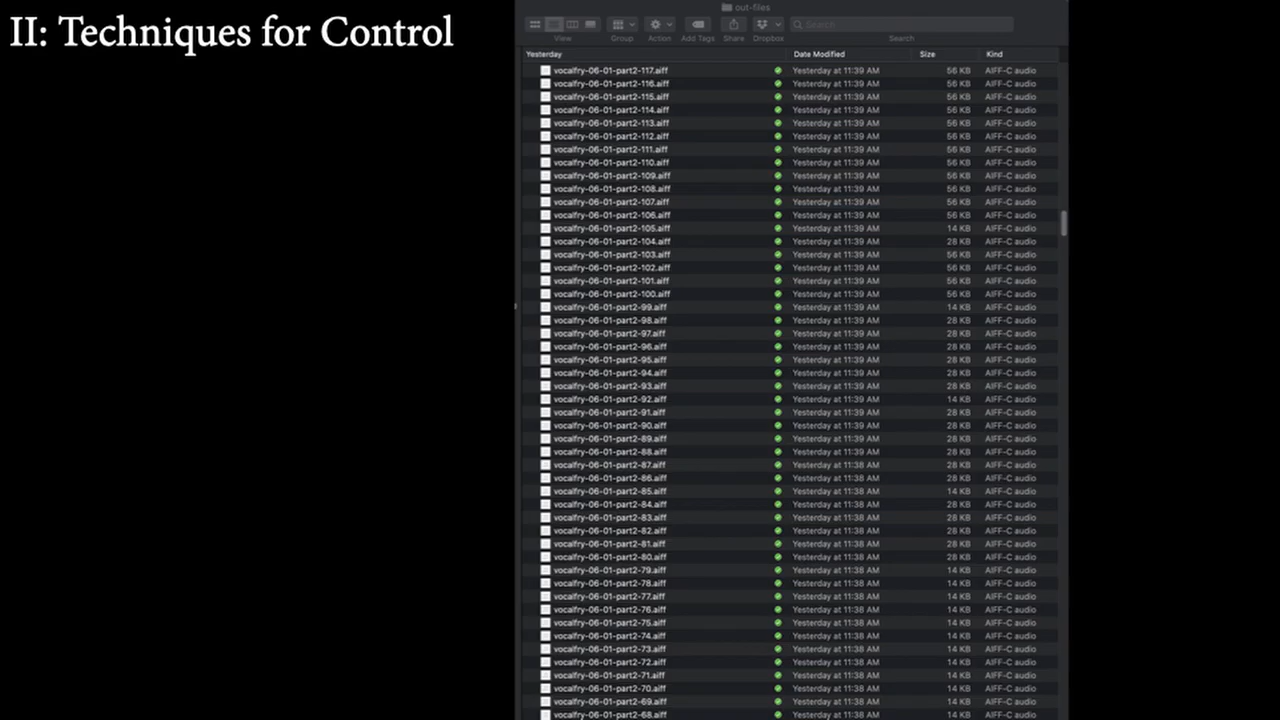 II: Techniques for Control
out-files
View Group Action Add Tags Share Dropbox Search
Search
Yesterday Date Modified Size Kind
vocalfry-06-01-part2-117.aiff Yesterday at 11:39 AM 56 KB AIFF-C audio
vocalfry-06-01-part2-116.aiff Yesterday at 11:39 AM 56 KB AIFF-C audio
vocalfry-06-01-part2-115.aiff Yesterday at 11:39 AM 56 KB AIFF-C audio
vocalfry-06-01-part2-114.aiff Yesterday at 11:39 AM 56 KB AIFF-C audio
vocalfry-06-01-part2-113.aiff Yesterday at 11:39 AM 56 KB AIFF-C audio
vocalfry-06-01-part2-112.aiff Yesterday at 11:39 AM 56 KB AIFF-C audio
vocalfry-06-01-part2-111.aiff Yesterday at 11:39 AM 56 KB AIFF-C audio
vocalfry-06-01-part2-110.aiff Yesterday at 11:39 AM 56 KB AIFF-C audio
vocalfry-06-01-part2-109.aiff Yesterday at 11:39 AM 56 KB AIFF-C audio
vocalfry-06-01-part2-108.aiff Yesterday at 11:39 AM 56 KB AIFF-C audio
vocalfry-06-01-part2-107.aiff Yesterday at 11:39 AM 56 KB AIFF-C audio
vocalfry-06-01-part2-106.aiff Yesterday at 11:39 AM 56 KB AIFF-C audio
vocalfry-06-01-part2-105.aiff Yesterday at 11:39 AM 14 KB AIFF-C audio
vocalfry-06-01-part2-104.aiff Yesterday at 11:39 AM 28 KB AIFF-C audio
vocalfry-06-01-part2-103.aiff Yesterday at 11:39 AM 56 KB AIFF-C audio
vocalfry-06-01-part2-102.aiff Yesterday at 11:39 AM 56 KB AIFF-C audio
vocalfry-06-01-part2-101.aiff Yesterday at 11:39 AM 56 KB AIFF-C audio
vocalfry-06-01-part2-100.aiff Yesterday at 11:39 AM 56 KB AIFF-C audio
vocalfry-06-01-part2-99.aiff Yesterday at 11:39 AM 14 KB AIFF-C audio
vocalfry-06-01-part2-98.aiff Yesterday at 11:39 AM 28 KB AIFF-C audio
vocalfry-06-01-part2-97.aiff Yesterday at 11:39 AM 28 KB AIFF-C audio
vocalfry-06-01-part2-96.aiff Yesterday at 11:39 AM 28 KB AIFF-C audio
vocalfry-06-01-part2-95.aiff Yesterday at 11:39 AM 28 KB AIFF-C audio
vocalfry-06-01-part2-94.aiff Yesterday at 11:39 AM 28 KB AIFF-C audio
vocalfry-06-01-part2-93.aiff Yesterday at 11:39 AM 28 KB AIFF-C audio
vocalfry-06-01-part2-92.aiff Yesterday at 11:39 AM 14 KB AIFF-C audio
vocalfry-06-01-part2-91.aiff Yesterday at 11:39 AM 28 KB AIFF-C audio
vocalfry-06-01-part2-90.aiff Yesterday at 11:39 AM 28 KB AIFF-C audio
vocalfry-06-01-part2-89.aiff Yesterday at 11:39 AM 28 KB AIFF-C audio
vocalfry-06-01-part2-88.aiff Yesterday at 11:39 AM 28 KB AIFF-C audio
vocalfry-06-01-part2-87.aiff Yesterday at 11:38 AM 28 KB AIFF-C audio
vocalfry-06-01-part2-86.aiff Yesterday at 11:38 AM 28 KB AIFF-C audio
vocalfry-06-01-part2-85.aiff Yesterday at 11:38 AM 14 KB AIFF-C audio
vocalfry-06-01-part2-84.aiff Yesterday at 11:38 AM 28 KB AIFF-C audio
vocalfry-06-01-part2-83.aiff Yesterday at 11:38 AM 28 KB AIFF-C audio
vocalfry-06-01-part2-82.aiff Yesterday at 11:38 AM 28 KB AIFF-C audio
vocalfry-06-01-part2-81.aiff Yesterday at 11:38 AM 28 KB AIFF-C audio
vocalfry-06-01-part2-80.aiff Yesterday at 11:38 AM 28 KB AIFF-C audio
vocalfry-06-01-part2-79.aiff Yesterday at 11:38 AM 14 KB AIFF-C audio
vocalfry-06-01-part2-78.aiff Yesterday at 11:38 AM 14 KB AIFF-C audio
vocalfry-06-01-part2-77.aiff Yesterday at 11:38 AM 14 KB AIFF-C audio
vocalfry-06-01-part2-76.aiff Yesterday at 11:38 AM 14 KB AIFF-C audio
vocalfry-06-01-part2-75.aiff Yesterday at 11:38 AM 14 KB AIFF-C audio
vocalfry-06-01-part2-74.aiff Yesterday at 11:38 AM 14 KB AIFF-C audio
vocalfry-06-01-part2-73.aiff Yesterday at 11:38 AM 14 KB AIFF-C audio
vocalfry-06-01-part2-72.aiff Yesterday at 11:38 AM 14 KB AIFF-C audio
vocalfry-06-01-part2-71.aiff Yesterday at 11:38 AM 14 KB AIFF-C audio
vocalfry-06-01-part2-70.aiff Yesterday at 11:38 AM 14 KB AIFF-C audio
vocalfry-06-01-part2-69.aiff Yesterday at 11:38 AM 14 KB AIFF-C audio
vocalfry-06-01-part2-68.aiff Yesterday at 11:38 AM 14 KB AIFF-C audio